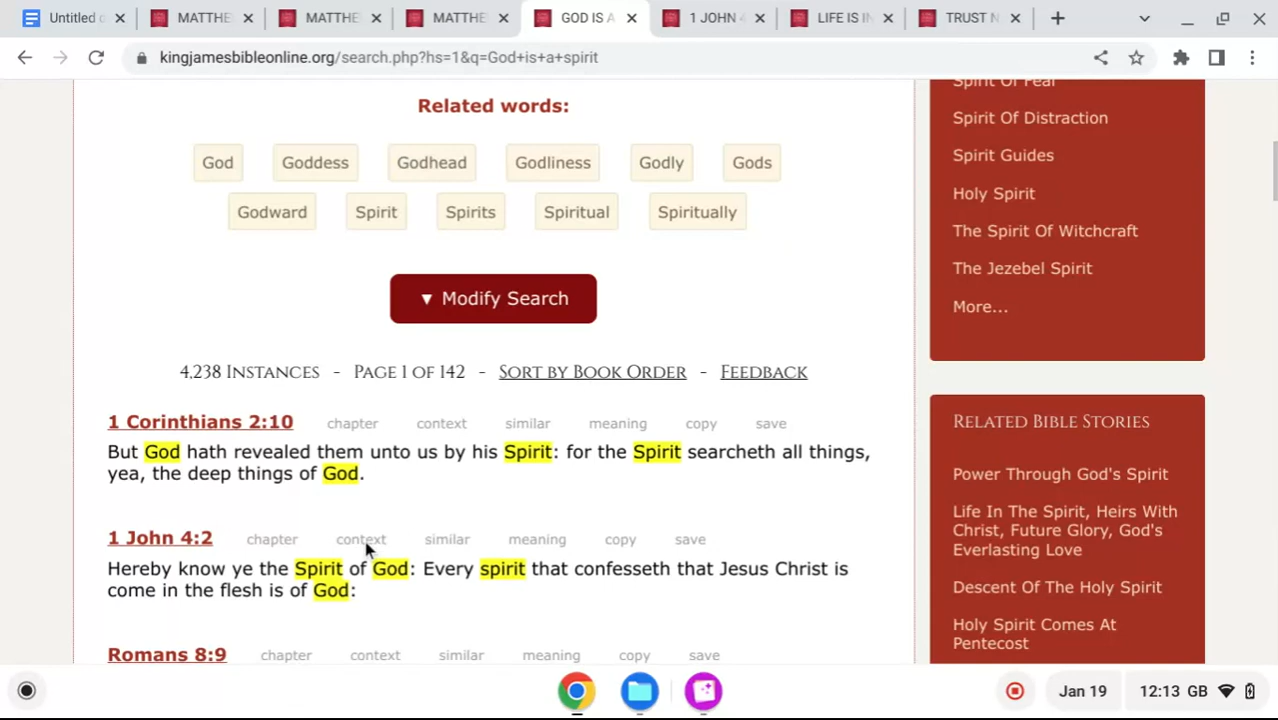 Untitled d
MATTHE
MATTHE
MATTHE
GOD IS A
1 JOHN 4
LIFE IS IN
TRUST N
kingjamesbibleonline.org/search.php?hs=1&q=God+is+a+spirit
Related words:
God Goddess Godhead Godliness Godly Gods
Godward Spirit Spirits Spiritual Spiritually
▼ Modify Search
4,238 Instances - Page 1 of 142 - Sort by Book Order - Feedback
1 Corinthians 2:10 chapter context similar meaning copy save
But God hath revealed them unto us by his Spirit: for the Spirit searcheth all things,
yea, the deep things of God.
1 John 4:2 chapter context similar meaning copy save
Hereby know ye the Spirit of God: Every spirit that confesseth that Jesus Christ is
come in the flesh is of God:
Romans 8:9 chapter context similar meaning copy save
Spirit Of Fear
Spirit Of Distraction
Spirit Guides
Holy Spirit
The Spirit Of Witchcraft
The Jezebel Spirit
More...
Related Bible Stories
Power Through God's Spirit
Life In The Spirit, Heirs With
Christ, Future Glory, God's
Everlasting Love
Descent Of The Holy Spirit
Holy Spirit Comes At
Pentecost
Jan 19
12:13 GB